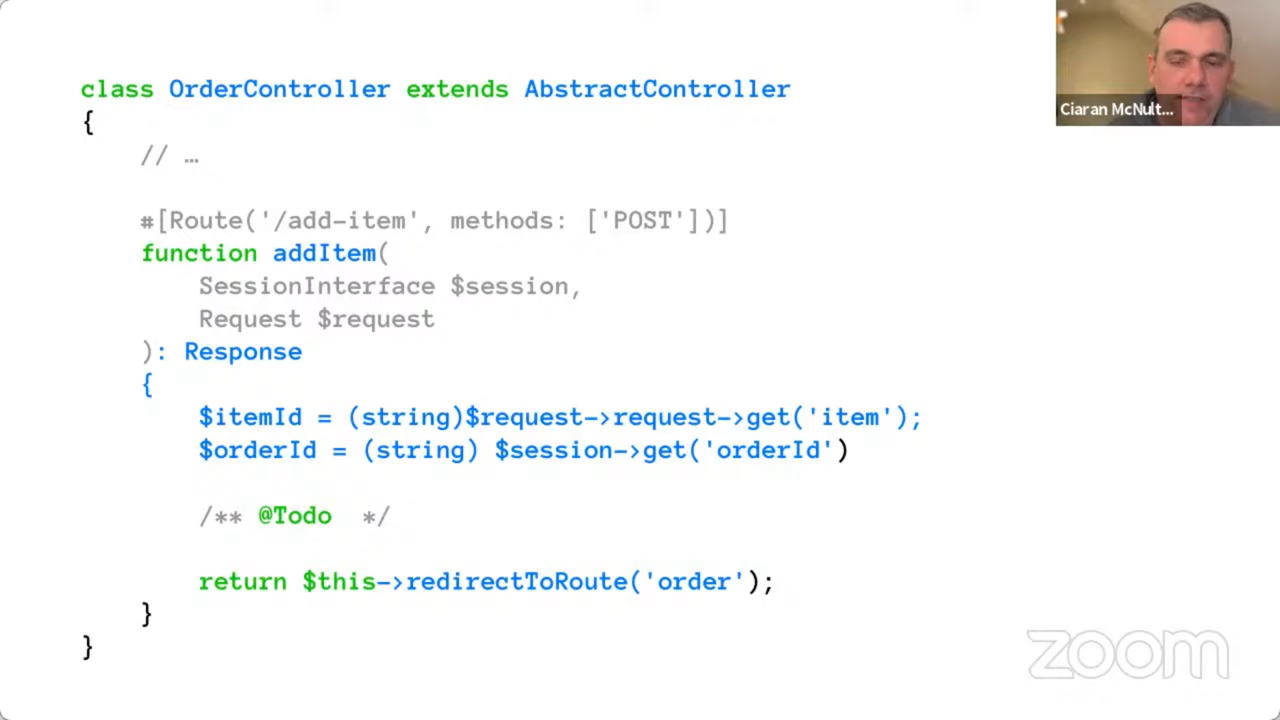 class OrderController extends AbstractController
{
// …
#[Route('/add-item', methods: ['POST'])]
function addItem(
SessionInterface $session,
Request $request
): Response
{
$itemId = (string)$request->request->get('item');
$orderId = (string) $session->get('orderId')
/** @Todo  */
return $this->redirectToRoute('order');
}
}
Ciaran McNult...
zoom